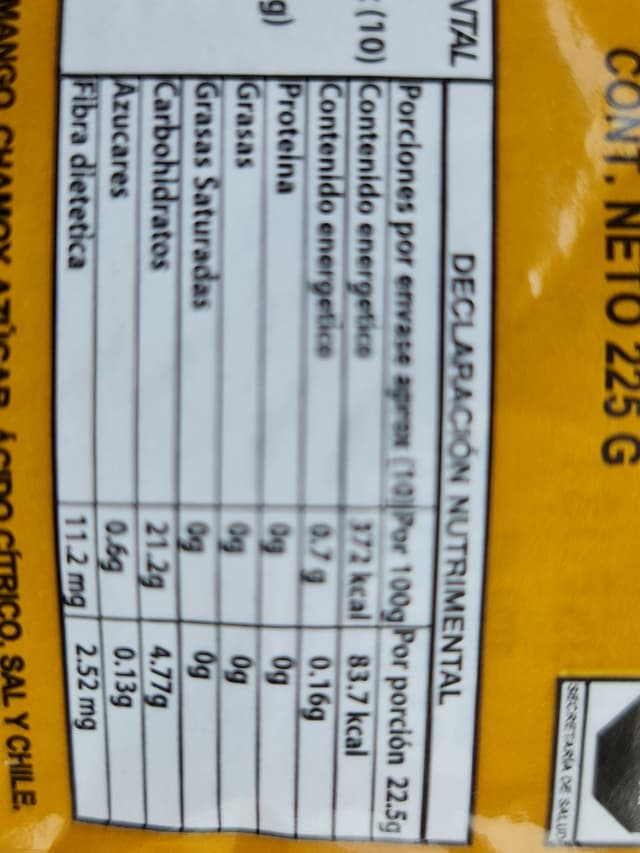 CONT. NETO 225 G
SECRETARÍA DE SALUD
NTAL
DECLARACIÓN NUTRIMENTAL
(10)
Porciones por envase aprox (10) Por 100g Por porción 22.5g
Contenido energetico 372 kcal 83.7 kcal
Contenido energetico 0.7 g 0.16g
g)
Proteina 0g 0g
Grasas 0g 0g
Grasas Saturadas 0g 0g
Carbohidratos 21.2g 4.77g
Azucares 0.6g 0.13g
Fibra dietetica 11.2 mg 2.52 mg
MANGO, CHAMOY, AZÚCAR, ÁCIDO CÍTRICO, SAL Y CHILE.